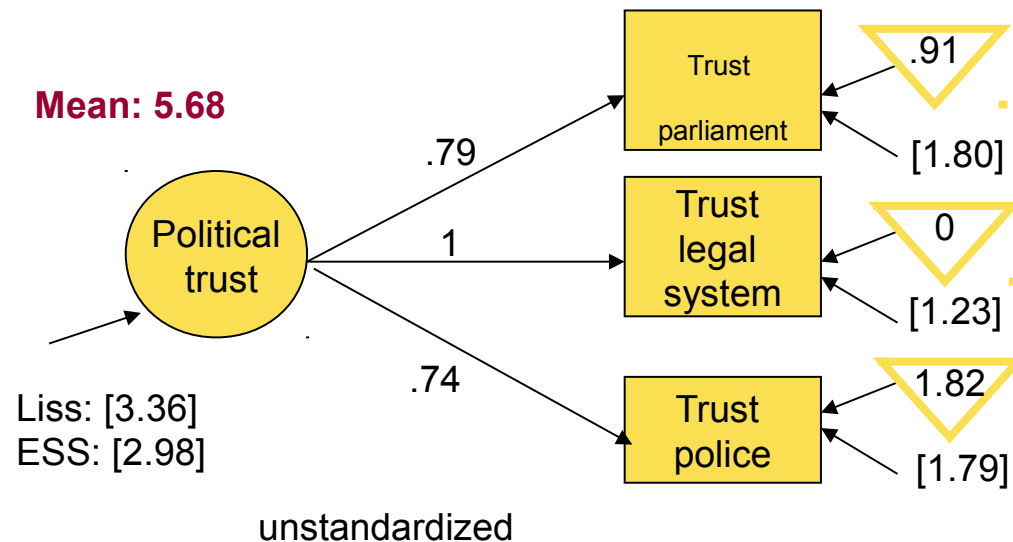 Mean: 5.68
Political
trust
Liss: [3.36]
ESS: [2.98]
.79
1
.74
Trust
parliament
.91
[1.80]
Trust
legal
system
0
[1.23]
Trust
police
1.82
[1.79]
unstandardized